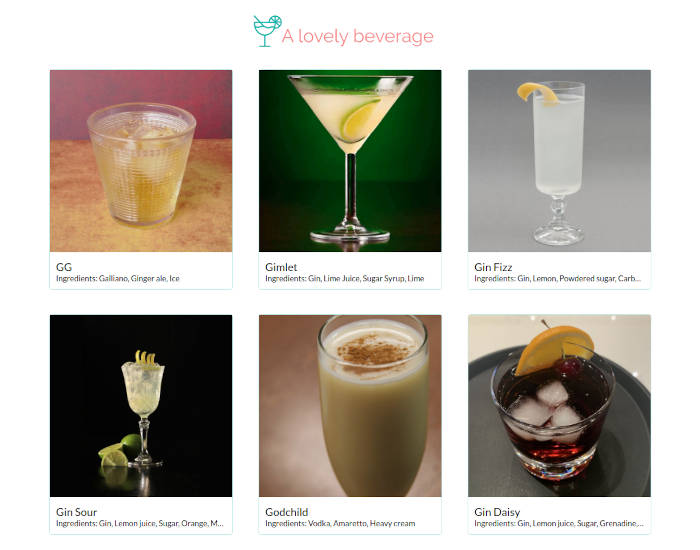 A lovely beverage
GG
Ingredients: Galliano, Ginger ale, Ice
Gimlet
Ingredients: Gin, Lime Juice, Sugar Syrup, Lime
Gin Fizz
Ingredients: Gin, Lemon, Powdered sugar, Carb...
Gin Sour
Ingredients: Gin, Lemon juice, Sugar, Orange, M...
Godchild
Ingredients: Vodka, Amaretto, Heavy cream
Gin Daisy
Ingredients: Gin, Lemon juice, Sugar, Grenadine,...